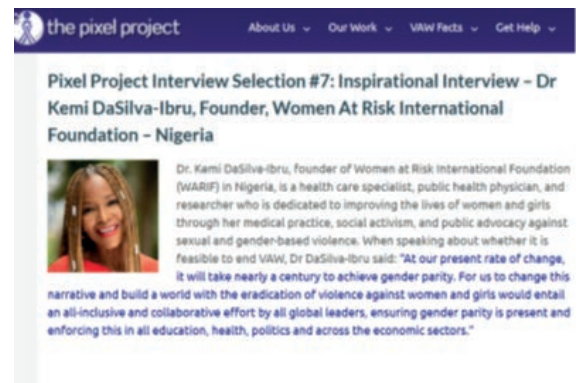 the pixel project
About Us Our Work VAW Facts Get Help
Pixel Project Interview Selection #7: Inspirational Interview – Dr
Kemi DaSilva-Ibru, Founder, Women At Risk International
Foundation – Nigeria
Dr. Kemi DaSilva-Ibru, founder of Women at Risk International Foundation
(WARIF) in Nigeria, is a health care specialist, public health physician, and
researcher who is dedicated to improving the lives of women and girls
through her medical practice, social activism, and public advocacy against
sexual and gender-based violence. When speaking about whether it is
feasible to end VAW, Dr DaSilva-Ibru said: "At our present rate of change,
it will take nearly a century to achieve gender parity. For us to change this
narrative and build a world with the eradication of violence against women and girls would entail
an all-inclusive and collaborative effort by all global leaders, ensuring gender parity is present and
enforcing this in all education, health, politics and across the economic sectors."